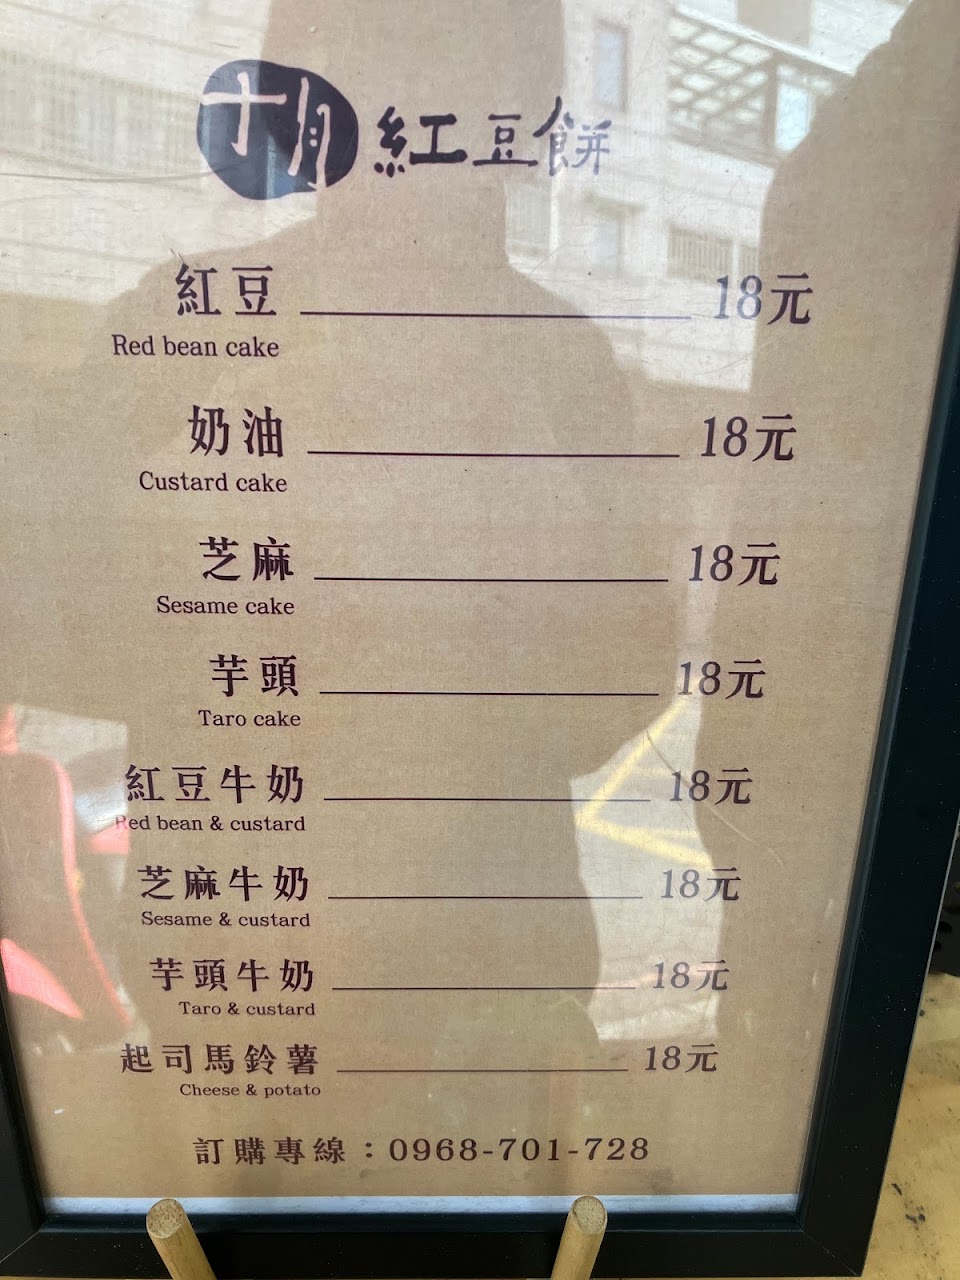 十月紅豆餅
紅豆 18元
Red bean cake
奶油 18元
Custard cake
芝麻 18元
Sesame cake
芋頭 18元
Taro cake
紅豆牛奶 18元
Red bean & custard
芝麻牛奶 18元
Sesame & custard
芋頭牛奶 18元
Taro & custard
起司馬鈴薯 18元
Cheese & potato
訂購專線：0968-701-728